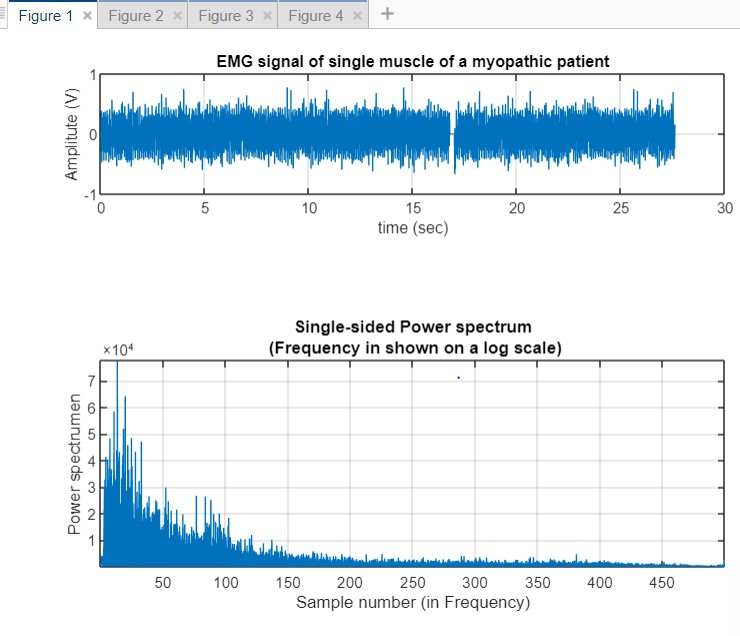 Figure 1 × Figure 2 × Figure 3 × Figure 4 × +
EMG signal of single muscle of a myopathic patient
Amplitute (V)
1
0
-1
0 5 10 15 20 25 30
time (sec)
Single-sided Power spectrum
(Frequency in shown on a log scale)
×10⁴
Power spectrumen
7
6
5
4
3
2
1
50 100 150 200 250 300 350 400 450
Sample number (in Frequency)